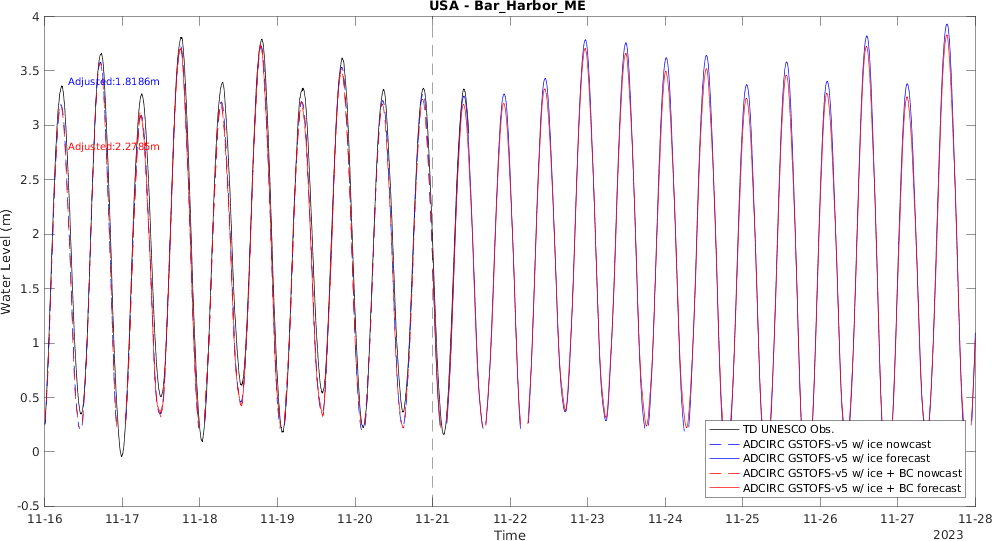 USA - Bar_Harbor_ME
4
3.5
3
2.5
2
1.5
1
0.5
0
-0.5
Water Level (m)
Adjusted:1.8186m
Adjusted:2.2785m
TD UNESCO Obs.
ADCIRC GSTOFS-v5 w/ ice nowcast
ADCIRC GSTOFS-v5 w/ ice forecast
ADCIRC GSTOFS-v5 w/ ice + BC nowcast
ADCIRC GSTOFS-v5 w/ ice + BC forecast
11-16 11-17 11-18 11-19 11-20 11-21 11-22 11-23 11-24 11-25 11-26 11-27 11-28
Time
2023